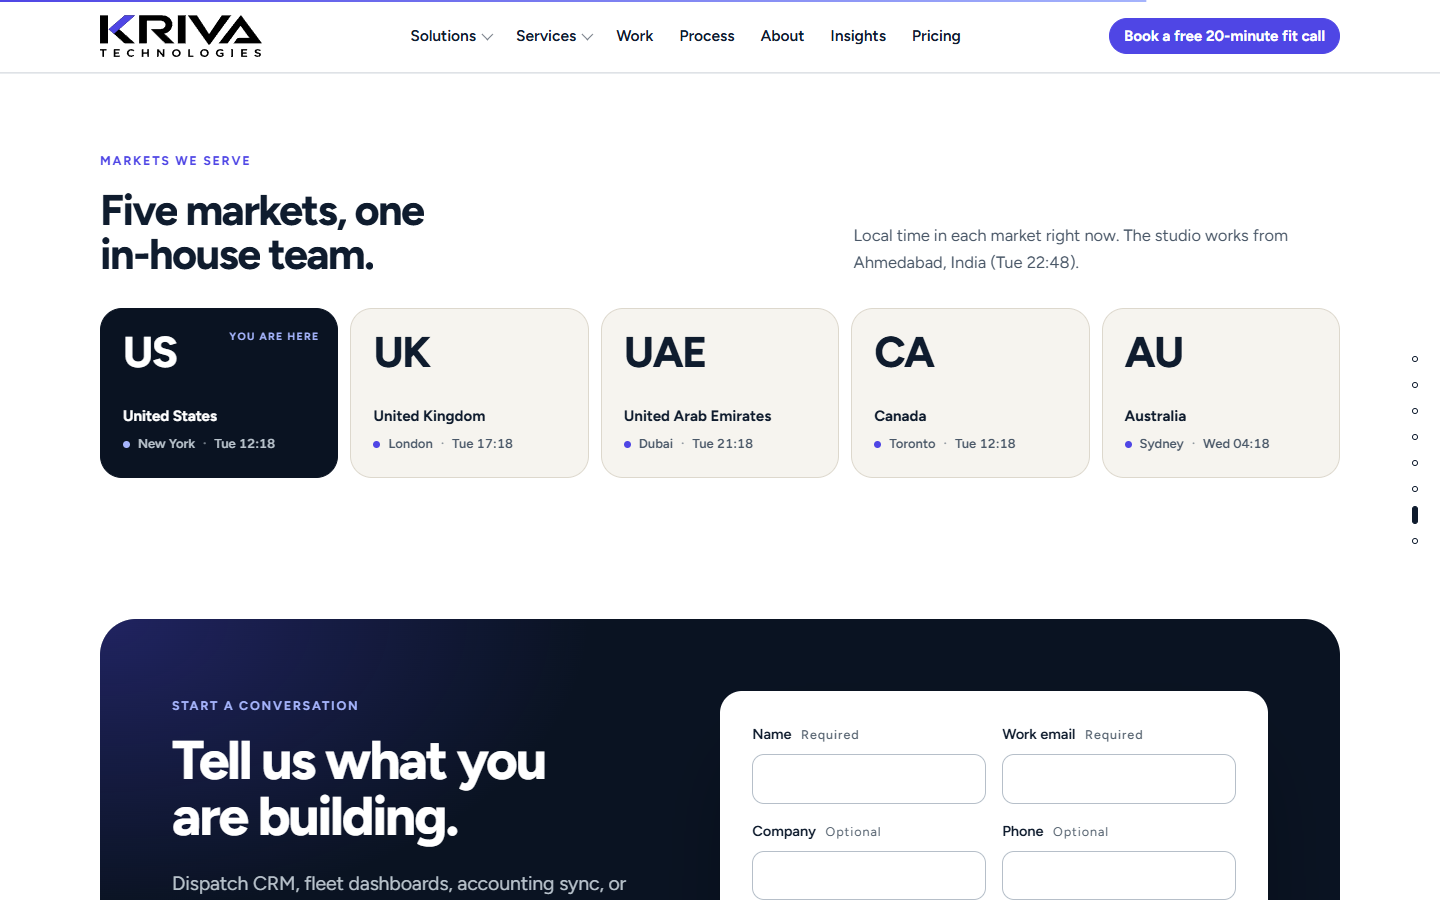 KRIVA
TECHNOLOGIES
Solutions
Services
Work
Process
About
Insights
Pricing
Book a free 20-minute fit call
MARKETS WE SERVE
Five markets, one
in-house team.
Local time in each market right now. The studio works from
Ahmedabad, India (Tue 22:48).
US
YOU ARE HERE
United States
New York · Tue 12:18
UK
United Kingdom
London · Tue 17:18
UAE
United Arab Emirates
Dubai · Tue 21:18
CA
Canada
Toronto · Tue 12:18
AU
Australia
Sydney · Wed 04:18
START A CONVERSATION
Tell us what you
are building.
Dispatch CRM, fleet dashboards, accounting sync, or
Name Required
Work email Required
Company Optional
Phone Optional